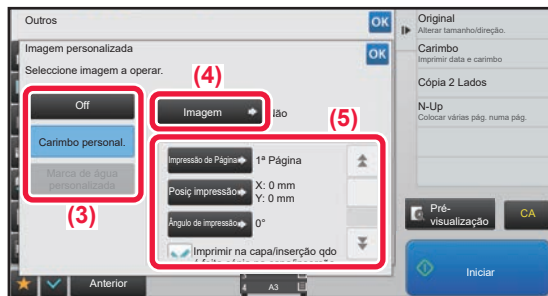 Outros
OK
Imagem personalizada
OK
Seleccione imagem a operar.
(4)
Off
Imagem
Não
(5)
Carimbo personal.
Marca de água
personalizada
(3)
Impressão de Página
1ª Página
Posiç impressão
X: 0 mm
Y: 0 mm
Ângulo de impressão
0°
Imprimir na capa/inserção qdo
Anterior
4 A3
Original
Alterar tamanho/direção.
Carimbo
Imprimir data e carimbo
Cópia 2 Lados
N-Up
Colocar várias pág. numa pág.
Pré-
visualização
CA
Iniciar